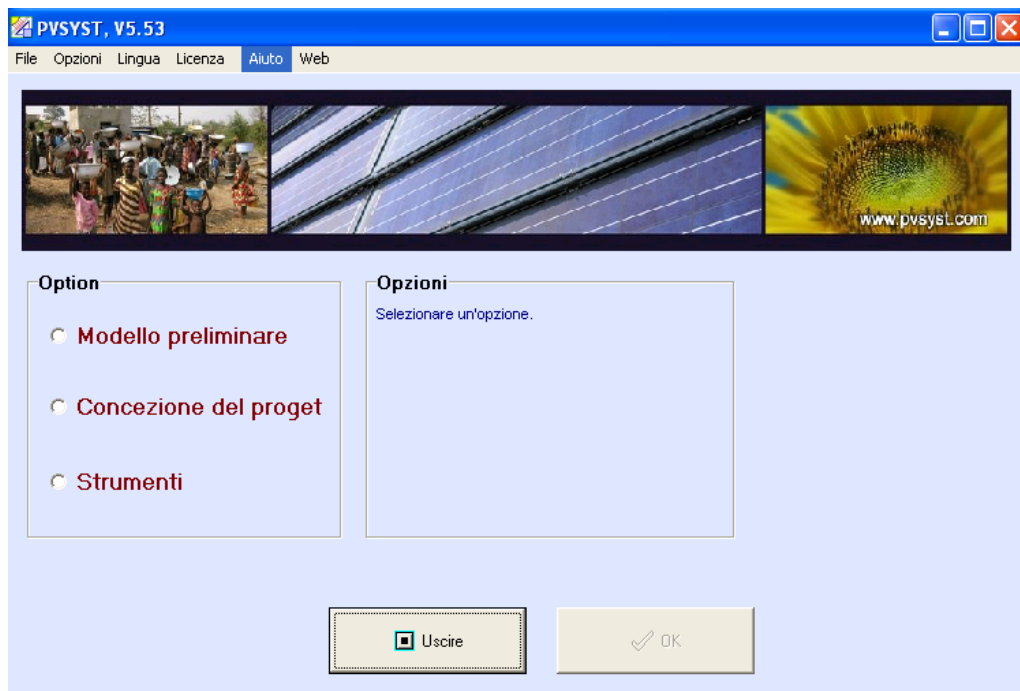 PVSYST, V5.53
File Opzioni Lingua Licenza Aiuto Web
www.pvsyst.com
Option
Modello preliminare
Concezione del proget
Strumenti
Opzioni
Selezionare un'opzione.
Uscire
OK